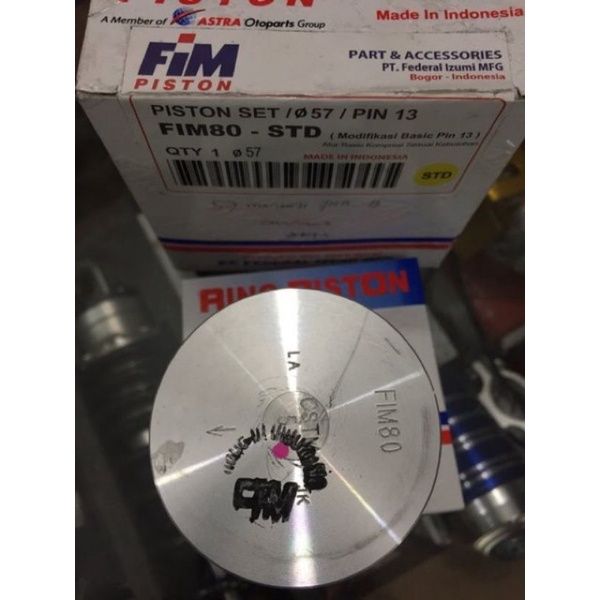 PISTON
Made in Indonesia
A Member of ASTRA Otoparts Group
FiM
PISTON
PART & ACCESSORIES
PT. Federal Izumi MFG
Bogor - Indonesia
PISTON SET /Ø57 / PIN 13
FIM80 - STD ( Modifikasi Basic Pin 13 )
QTY 1 Ø57
MADE IN INDONESIA
STD
RING PISTON
LA
FIM80